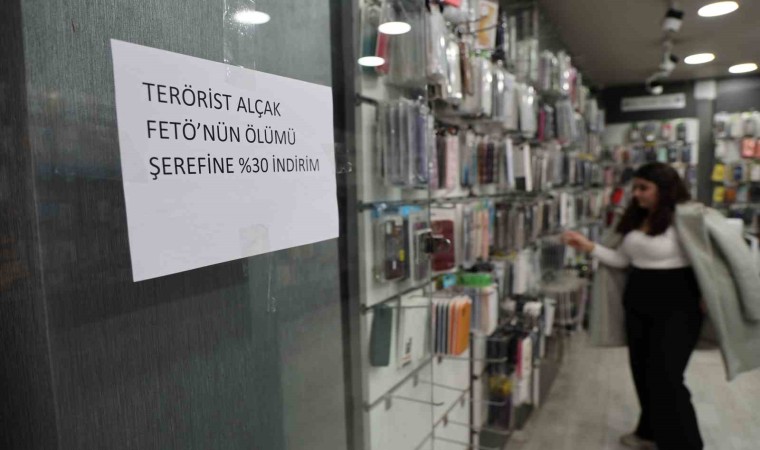 TERÖRİST ALÇAK
FETÖ’NÜN ÖLÜMÜ
ŞEREFİNE %30 İNDİRİM